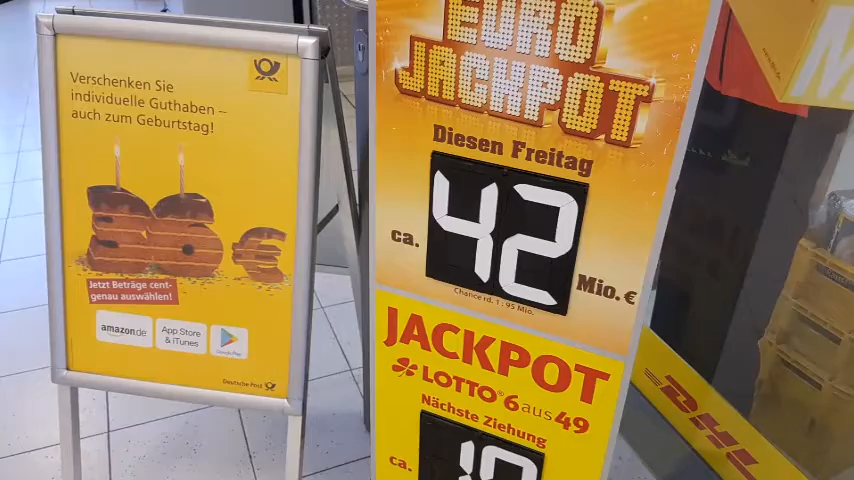 Verschenken Sie
individuelle Guthaben –
auch zum Geburtstag!
36 €
Jetzt Beträge cent-
genau auswählen!
amazon.de
App Store
& iTunes
Google Play
Deutsche Post
EURO
JACKPOT
Diesen Freitag
ca. 42 Mio. €
Chance rd. 1 : 95 Mio.
JACKPOT
LOTTO® 6 aus 49
Nächste Ziehung
ca.
DHL